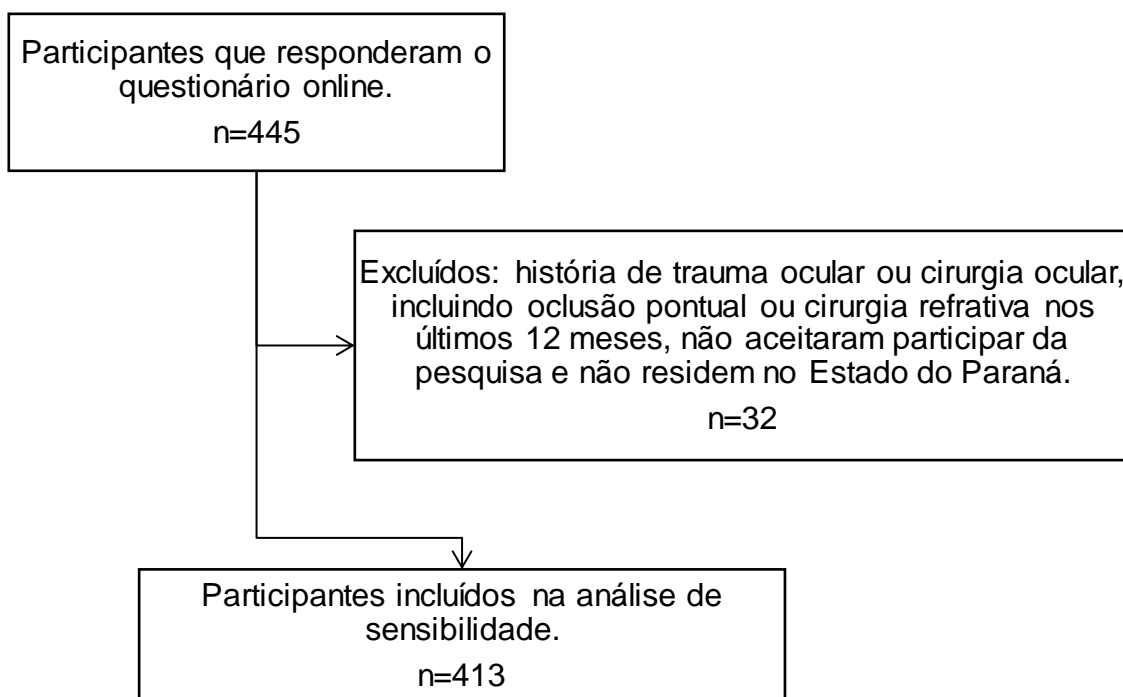 Participantes que responderam o
questionário online.
n=445
Excluídos: história de trauma ocular ou cirurgia ocular,
incluindo oclusão pontual ou cirurgia refrativa nos
últimos 12 meses, não aceitaram participar da
pesquisa e não residem no Estado do Paraná.
n=32
Participantes incluídos na análise de
sensibilidade.
n=413